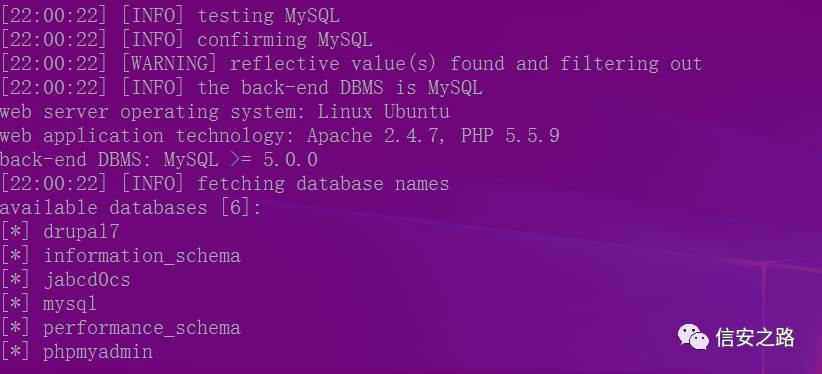 [22:00:22] [INFO] testing MySQL
[22:00:22] [INFO] confirming MySQL
[22:00:22] [WARNING] reflective value(s) found and filtering out
[22:00:22] [INFO] the back-end DBMS is MySQL
web server operating system: Linux Ubuntu
web application technology: Apache 2.4.7, PHP 5.5.9
back-end DBMS: MySQL >= 5.0.0
[22:00:22] [INFO] fetching database names
available databases [6]:
[*] drupal7
[*] information_schema
[*] jabcd0cs
[*] mysql
[*] performance_schema
[*] phpmyadmin
信安之路